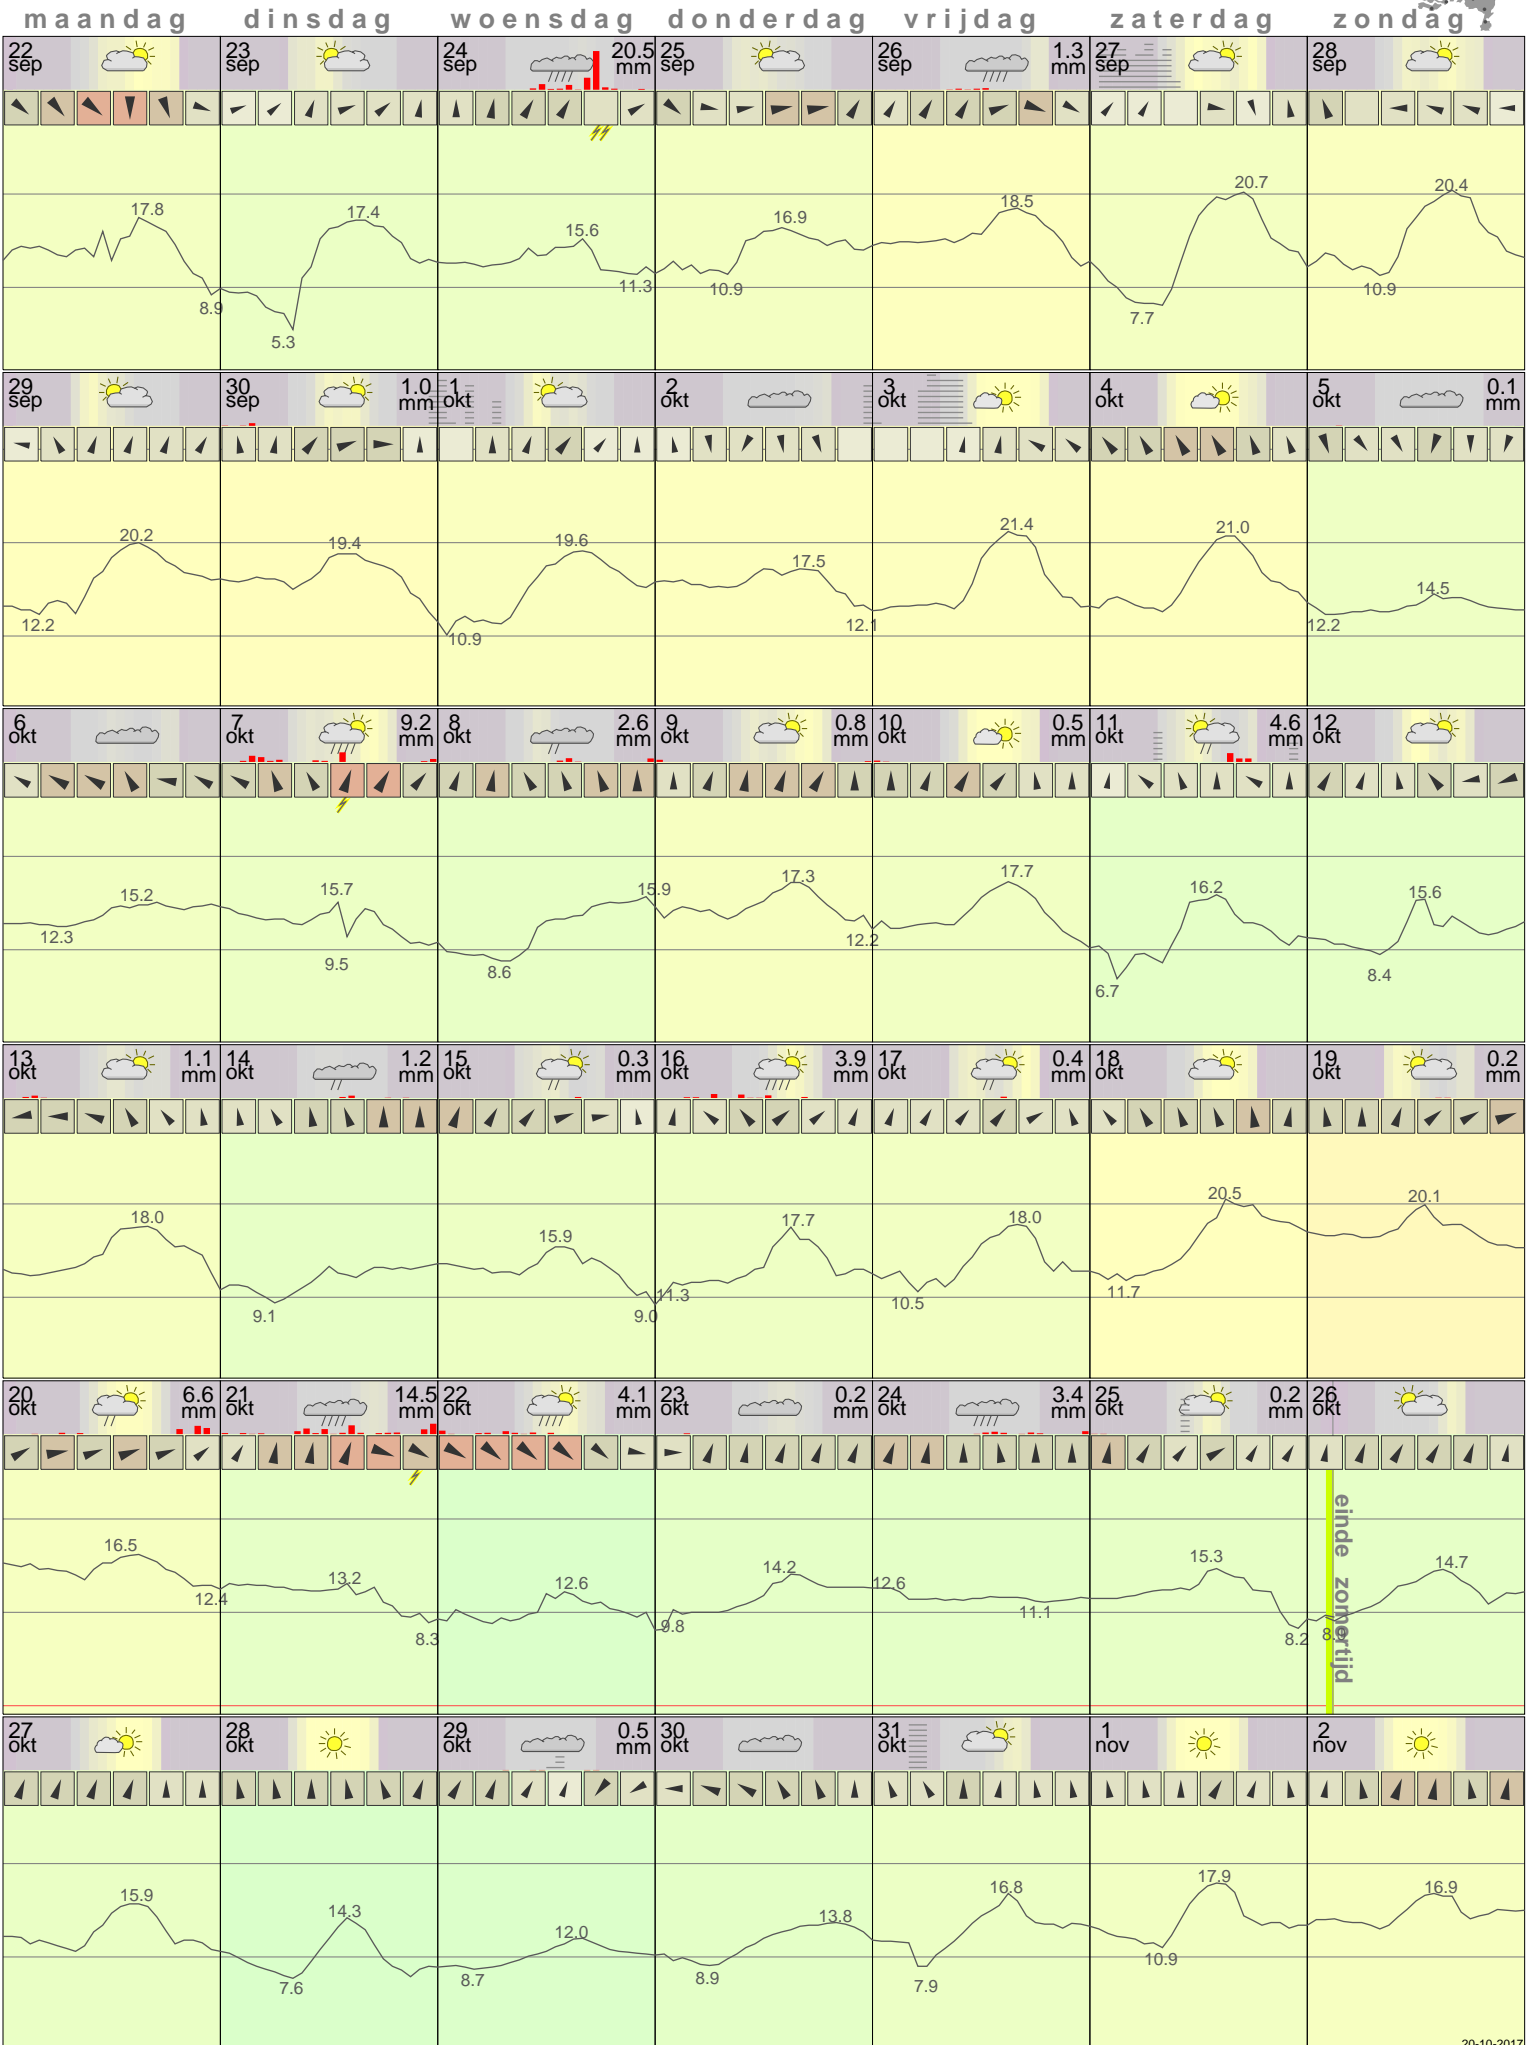 maandag dinsdag woensdag donderdag vrijdag zaterdag zondag
22 sep 23 sep 24 sep 20.5 mm 25 sep 26 sep 1.3 mm 27 sep 28 sep
17.8 8.9 5.3 17.4 15.6 11.3 10.9 16.9 18.5 7.7 20.7 10.9 20.4
29 sep 30 sep 1.0 mm 1 okt 2 okt 3 okt 4 okt 5 okt 0.1 mm
12.2 20.2 19.4 10.9 19.6 17.5 12.1 21.4 21.0 12.2 14.5
6 okt 7 okt 9.2 mm 8 okt 2.6 mm 9 okt 0.8 mm 10 okt 0.5 mm 11 okt 4.6 mm 12 okt
12.3 15.2 15.7 9.5 8.6 15.9 17.3 12.2 17.7 6.7 16.2 8.4 15.6
13 okt 1.1 mm 14 okt 1.2 mm 15 okt 0.3 mm 16 okt 3.9 mm 17 okt 0.4 mm 18 okt 19 okt 0.2 mm
18.0 9.1 15.9 9.0 11.3 17.7 10.5 18.0 11.7 20.5 20.1
20 okt 6.6 mm 21 okt 14.5 mm 22 okt 4.1 mm 23 okt 0.2 mm 24 okt 3.4 mm 25 okt 0.2 mm 26 okt
16.5 12.4 13.2 8.3 12.6 9.8 14.2 12.6 11.1 15.3 8.2 14.7
einde zomertijd
27 okt 28 okt 29 okt 0.5 mm 30 okt 31 okt 1 nov 2 nov
15.9 7.6 14.3 8.7 12.0 8.9 13.8 7.9 16.8 10.9 17.9 16.9
20-10-2017